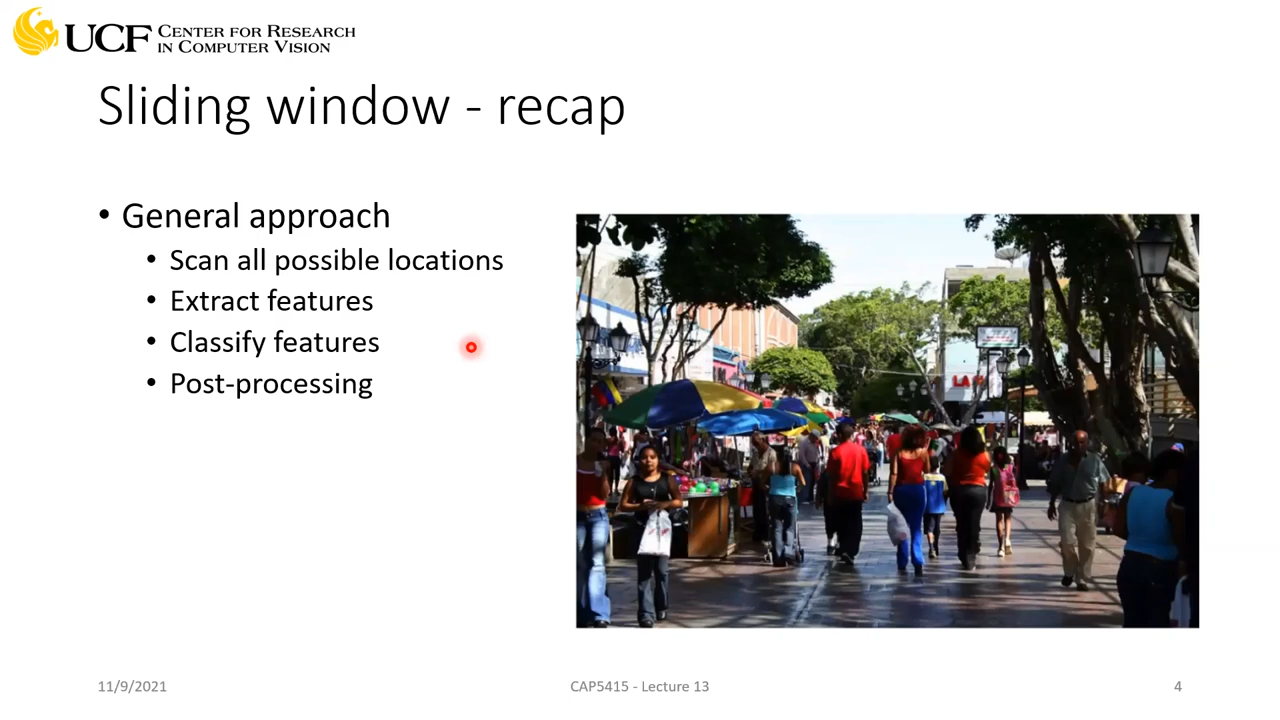 UCF CENTER FOR RESEARCH
IN COMPUTER VISION
Sliding window - recap
• General approach
• Scan all possible locations
• Extract features
• Classify features
• Post-processing
LA
11/9/2021
CAP5415 - Lecture 13
4